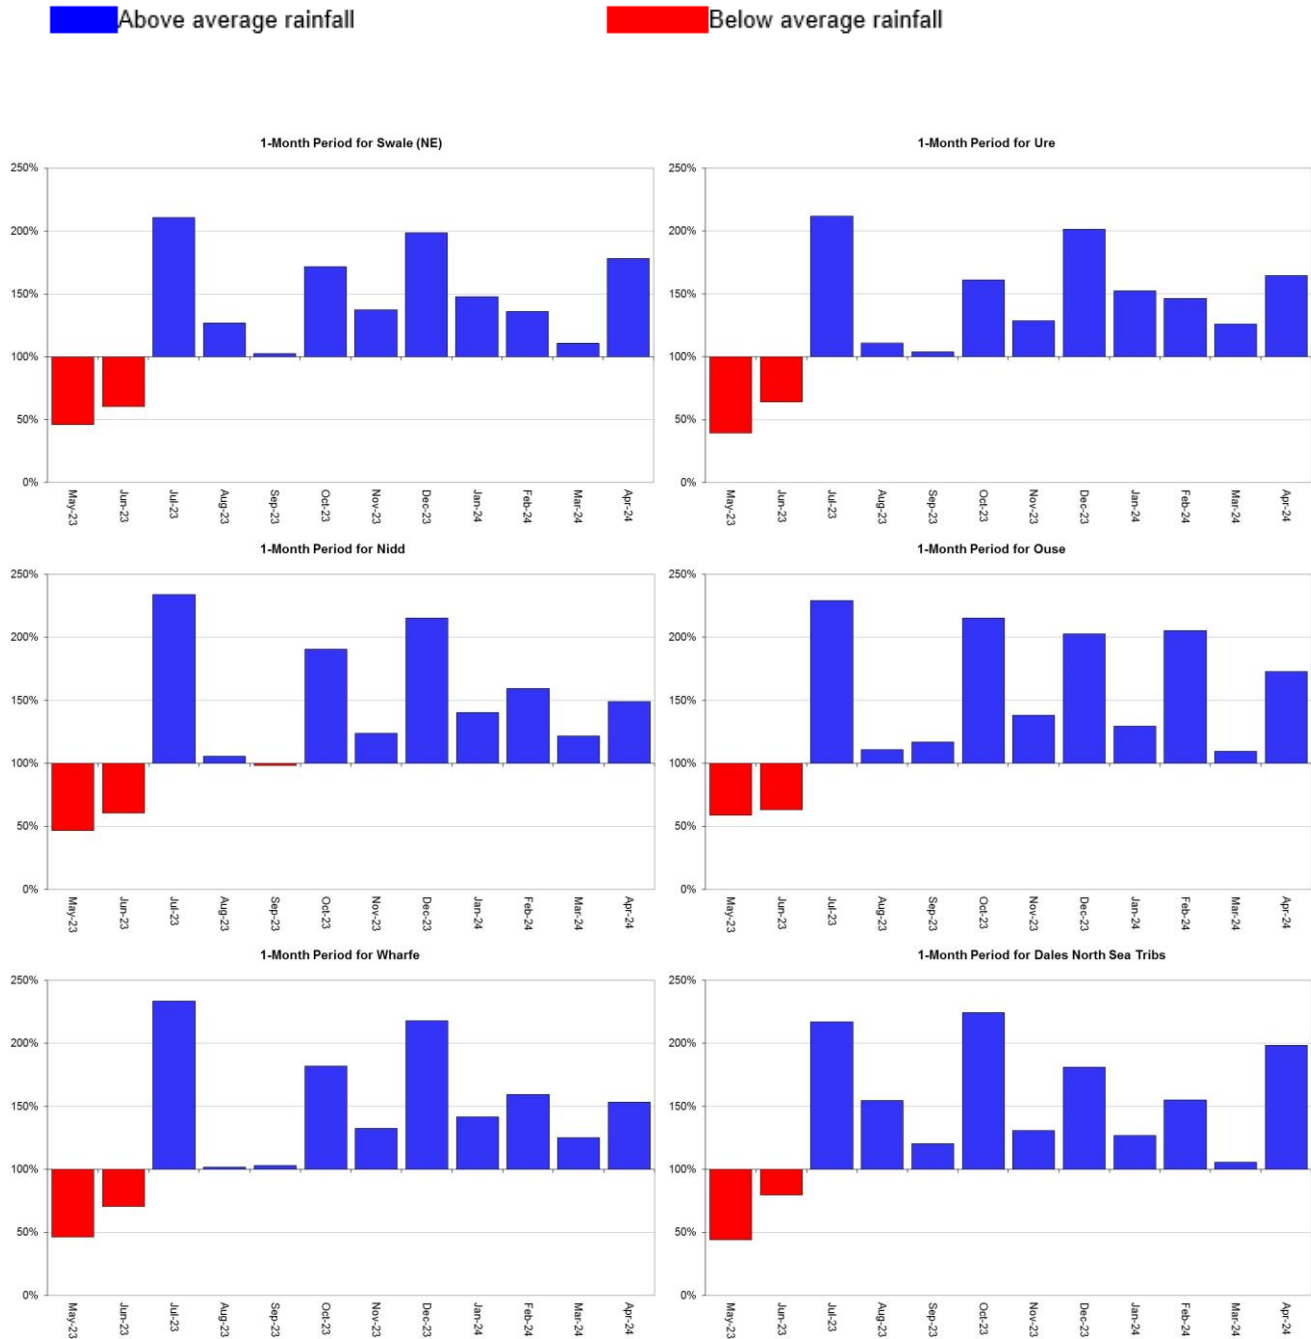 Above average rainfall
Below average rainfall
1-Month Period for Swale (NE)
250%
200%
150%
100%
50%
0%
May-23
Jun-23
Jul-23
Aug-23
Sep-23
Oct-23
Nov-23
Dec-23
Jan-24
Feb-24
Mar-24
Apr-24
1-Month Period for Ure
250%
200%
150%
100%
50%
0%
May-23
Jun-23
Jul-23
Aug-23
Sep-23
Oct-23
Nov-23
Dec-23
Jan-24
Feb-24
Mar-24
Apr-24
1-Month Period for Nidd
250%
200%
150%
100%
50%
0%
May-23
Jun-23
Jul-23
Aug-23
Sep-23
Oct-23
Nov-23
Dec-23
Jan-24
Feb-24
Mar-24
Apr-24
1-Month Period for Ouse
250%
200%
150%
100%
50%
0%
May-23
Jun-23
Jul-23
Aug-23
Sep-23
Oct-23
Nov-23
Dec-23
Jan-24
Feb-24
Mar-24
Apr-24
1-Month Period for Wharfe
250%
200%
150%
100%
50%
0%
May-23
Jun-23
Jul-23
Aug-23
Sep-23
Oct-23
Nov-23
Dec-23
Jan-24
Feb-24
Mar-24
Apr-24
1-Month Period for Dales North Sea Tribs
250%
200%
150%
100%
50%
0%
May-23
Jun-23
Jul-23
Aug-23
Sep-23
Oct-23
Nov-23
Dec-23
Jan-24
Feb-24
Mar-24
Apr-24